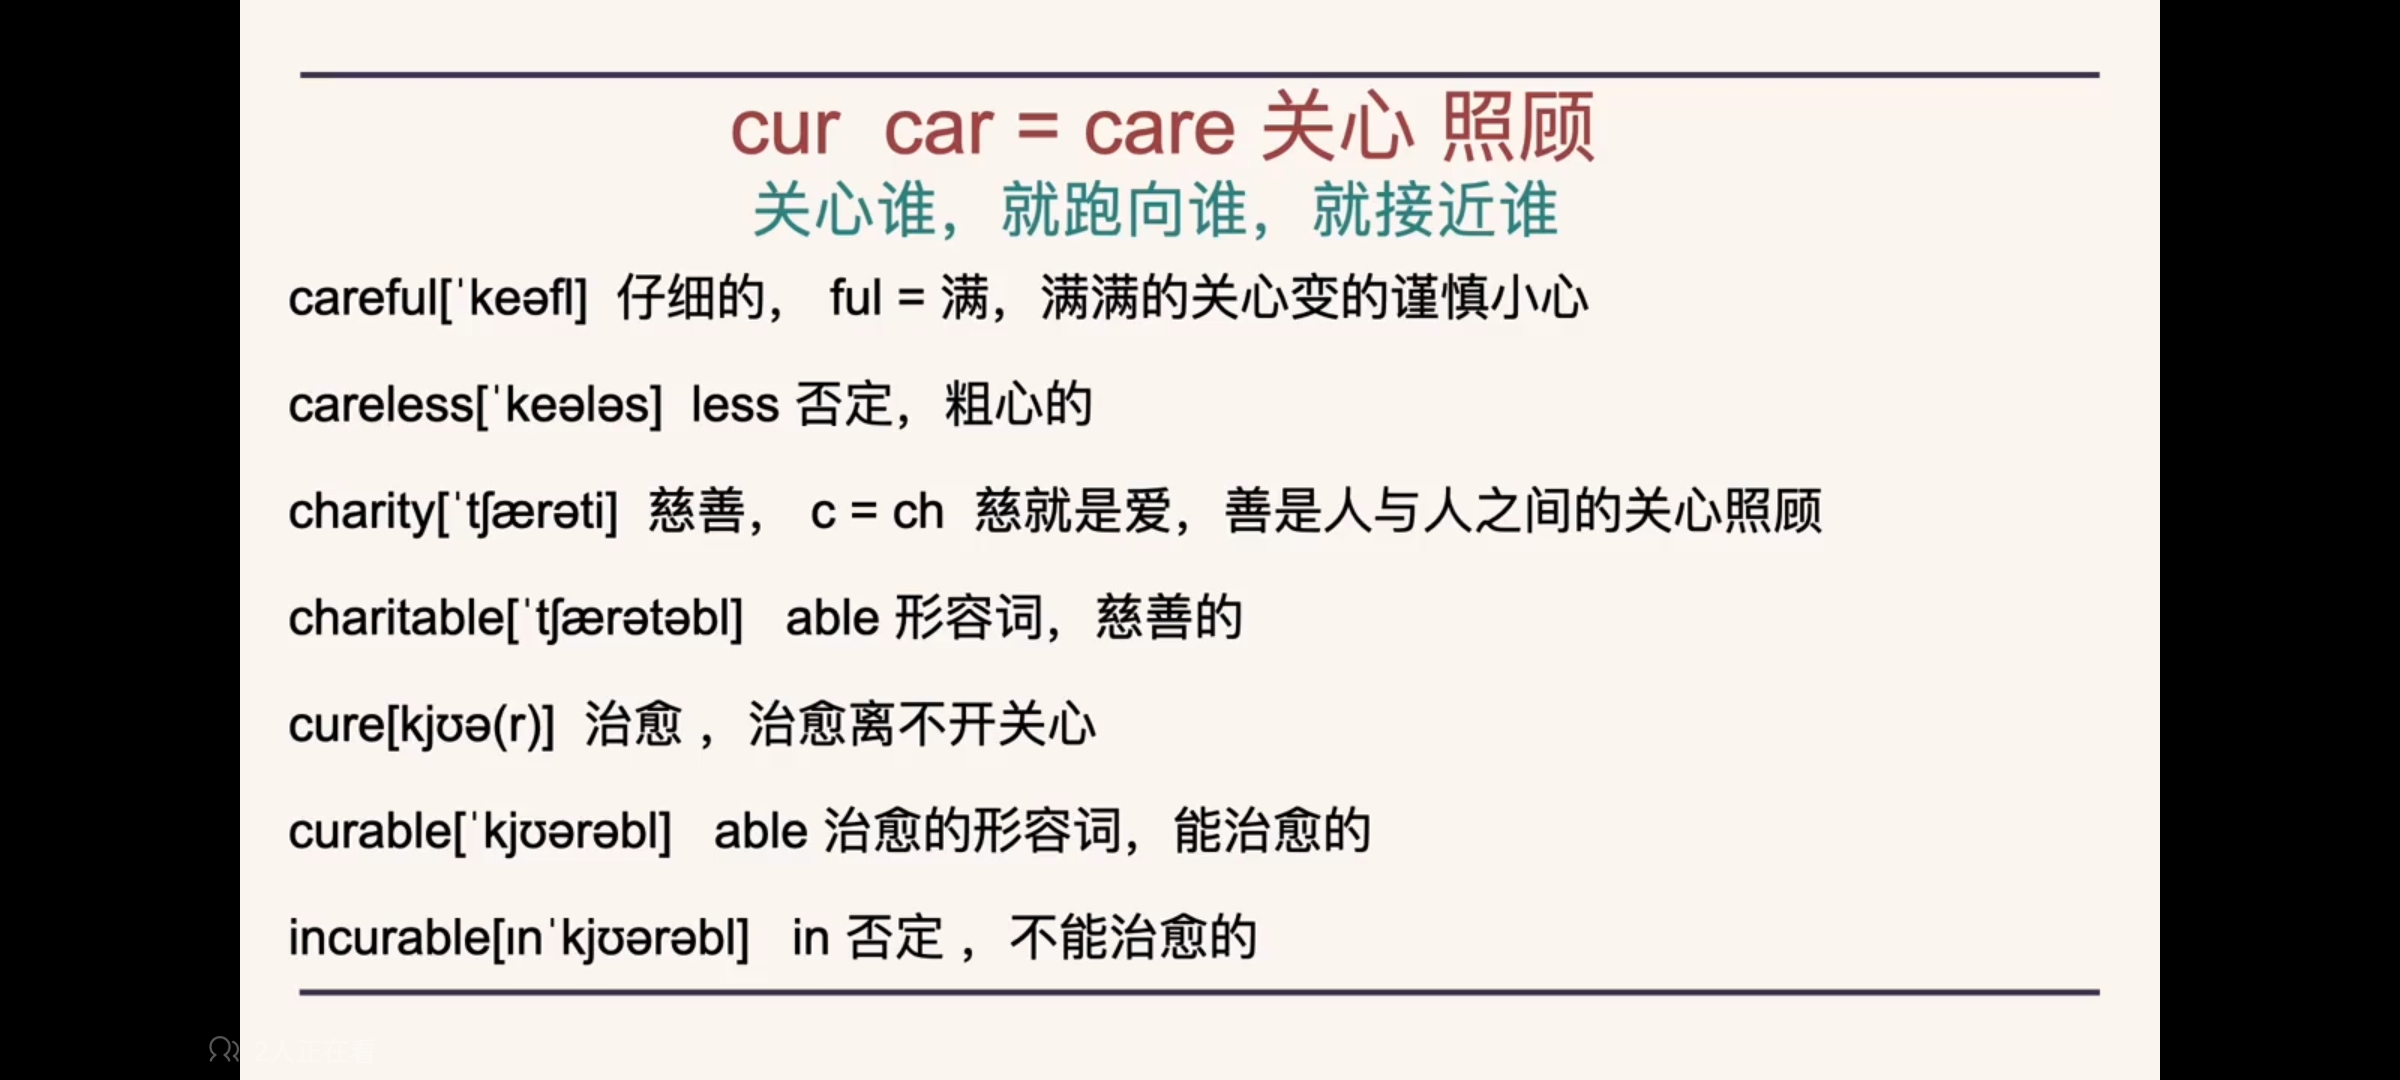 cur car = care 关心 照顾
关心谁，就跑向谁，就接近谁
careful[ˈkeəfl] 仔细的， ful = 满，满满的关心变的谨慎小心
careless[ˈkeələs] less 否定，粗心的
charity[ˈtʃærəti] 慈善， c = ch 慈就是爱，善是人与人之间的关心照顾
charitable[ˈtʃærətəbl] able 形容词，慈善的
cure[kjʊə(r)] 治愈 ，治愈离不开关心
curable[ˈkjʊərəbl] able 治愈的形容词，能治愈的
incurable[ɪnˈkjʊərəbl] in 否定 ，不能治愈的
2人正在看